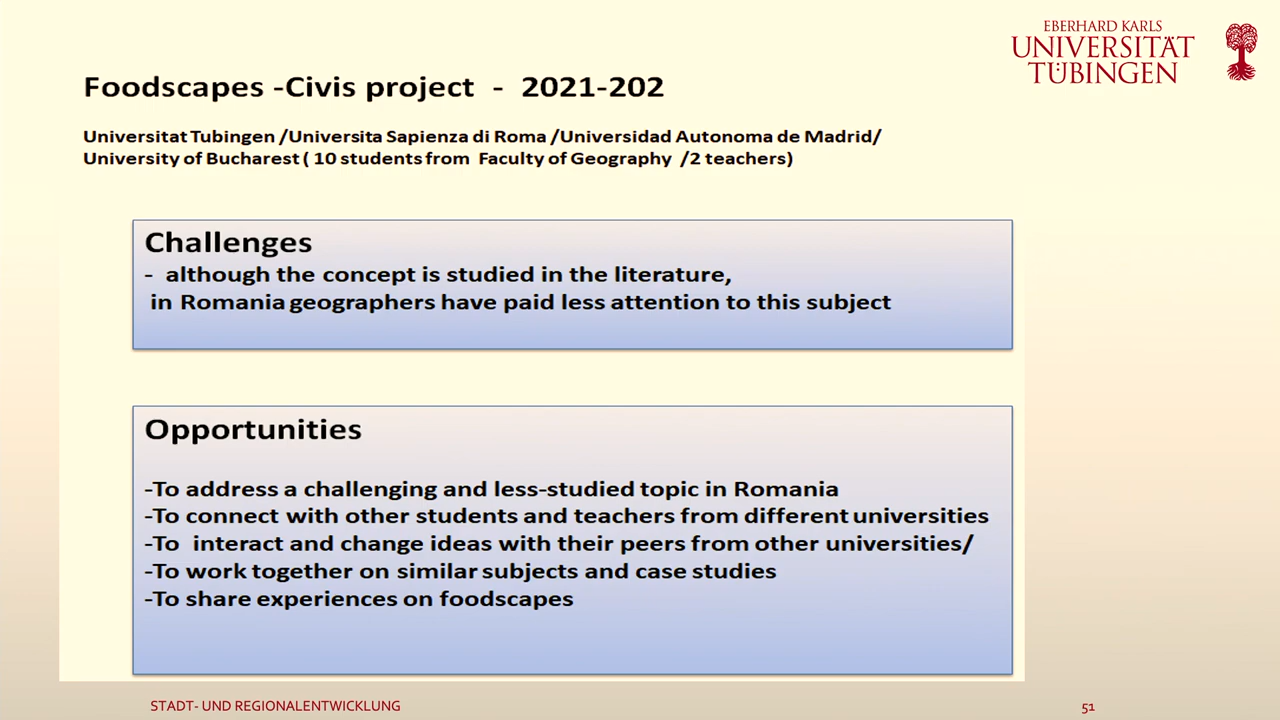 EBERHARD KARLS
UNIVERSITÄT
TÜBINGEN
Foodscapes -Civis project - 2021-202
Universitat Tubingen /Universita Sapienza di Roma /Universidad Autonoma de Madrid/
University of Bucharest ( 10 students from Faculty of Geography /2 teachers)
Challenges
- although the concept is studied in the literature,
in Romania geographers have paid less attention to this subject
Opportunities
-To address a challenging and less-studied topic in Romania
-To connect with other students and teachers from different universities
-To interact and change ideas with their peers from other universities/
-To work together on similar subjects and case studies
-To share experiences on foodscapes
STADT- UND REGIONALENTWICKLUNG
51